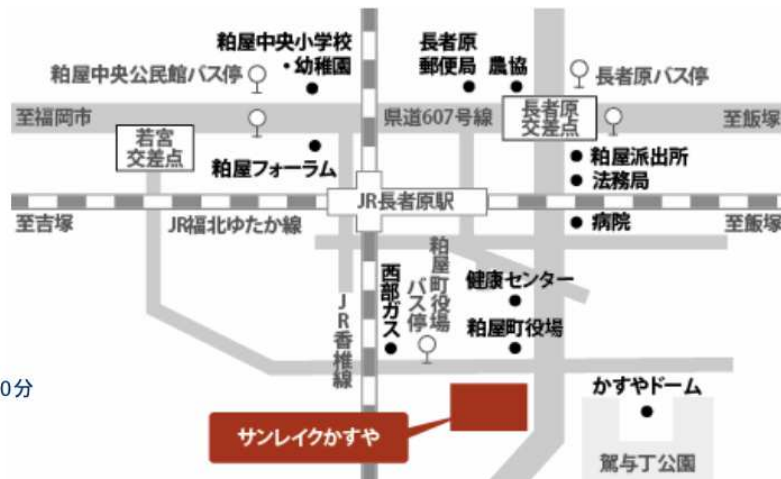 粕屋中央小学校
・幼稚園
長者原
郵便局
農協
粕屋中央公民館バス停
長者原バス停
至福岡市
県道607号線
長者原
交差点
至飯塚
若宮
交差点
粕屋フォーラム
粕屋派出所
法務局
JR長者原駅
至吉塚
JR福北ゆたか線
病院
至飯塚
JR香椎線
西部ガス
粕屋町役場
バス停
健康センター
粕屋町役場
0分
かすやドーム
サンレイクかすや
駕与丁公園